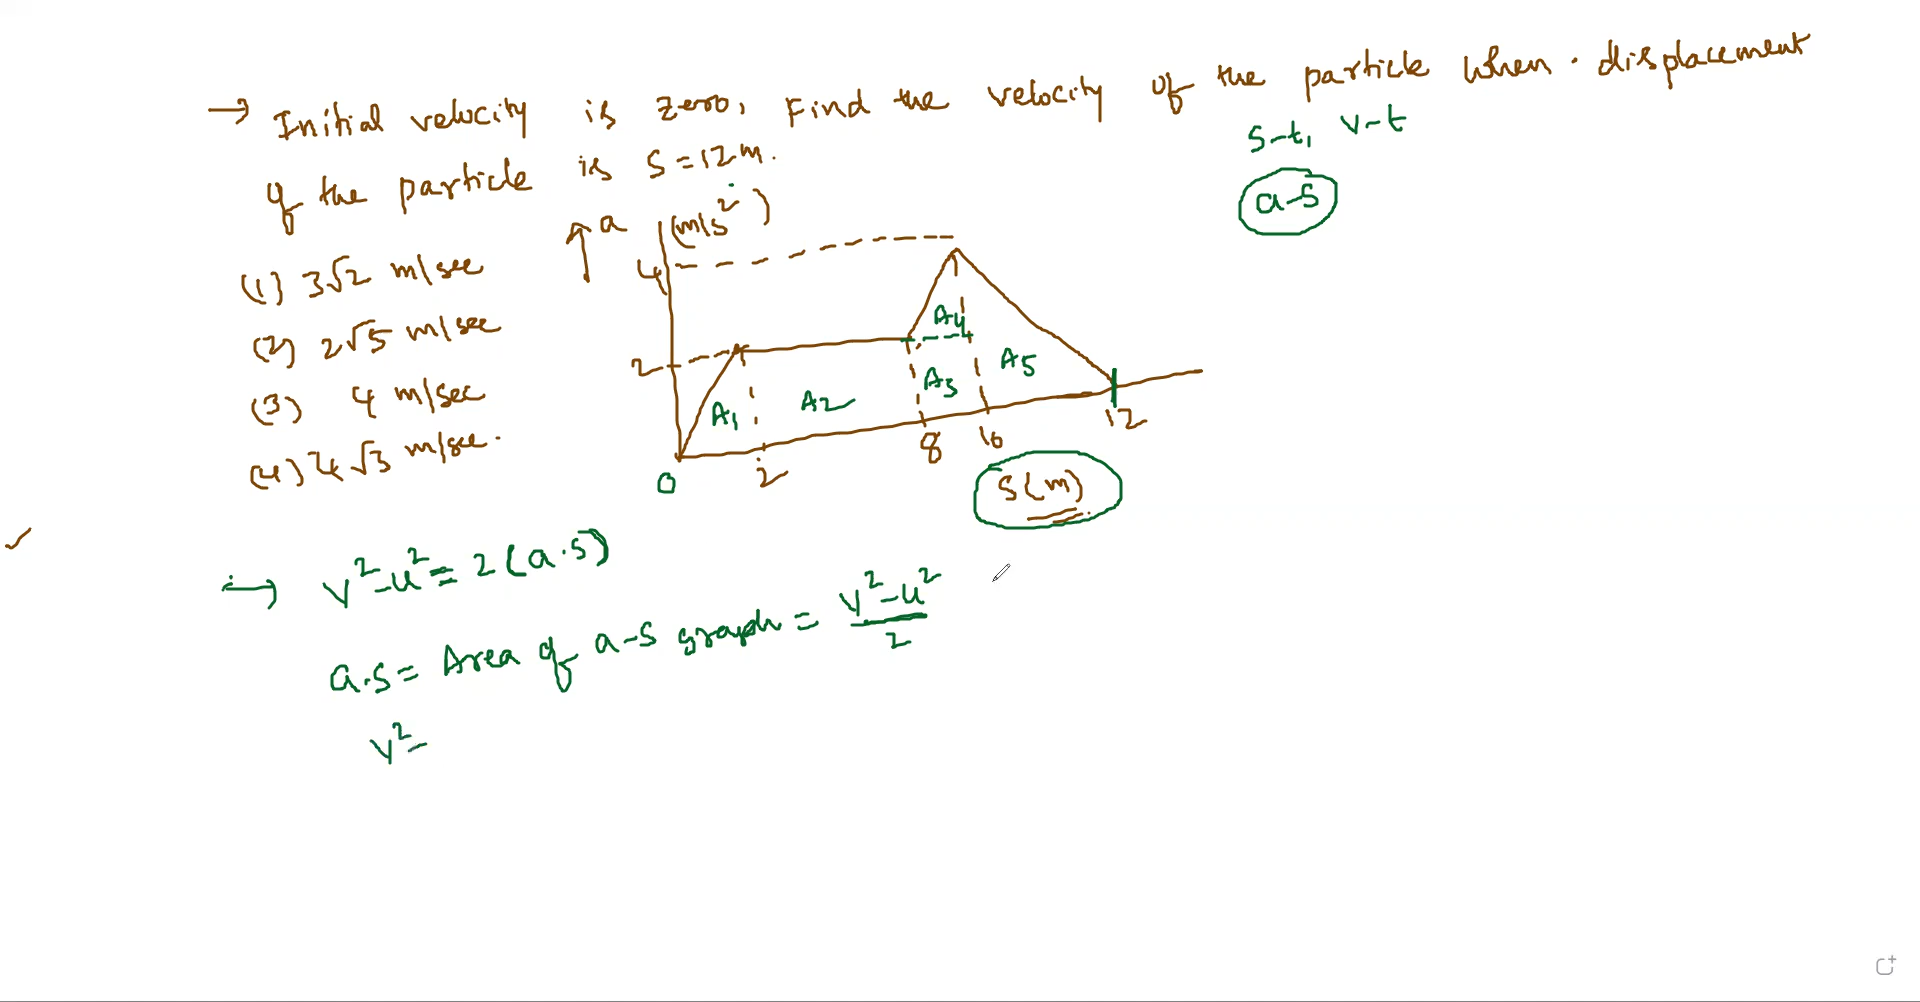 → Initial velocity is zero, Find the velocity of the particle when . displacement
of the particle is S = 12 m.
s-t, v-t
a-s
↑ a (m/s²)
(1) 3√2 m/sec
(2) 2√5 m/sec
(3) 4 m/sec
(4) 4√3 m/sec.
4
2
A1 A2 A3 A4 A5
0 2 8 10 12
S(m)
→ v² - u² = 2(a.s)
a.s = Area of a-s graph = v² - u² / 2
v² -